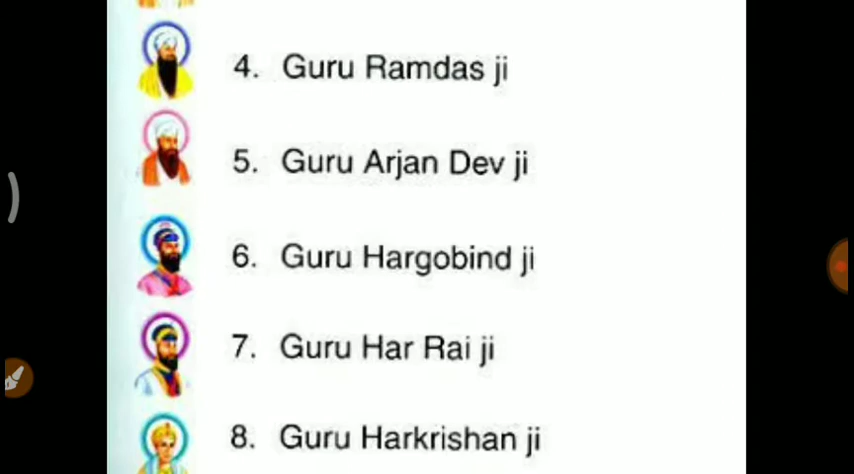 4. Guru Ramdas ji
5. Guru Arjan Dev ji
6. Guru Hargobind ji
7. Guru Har Rai ji
8. Guru Harkrishan ji